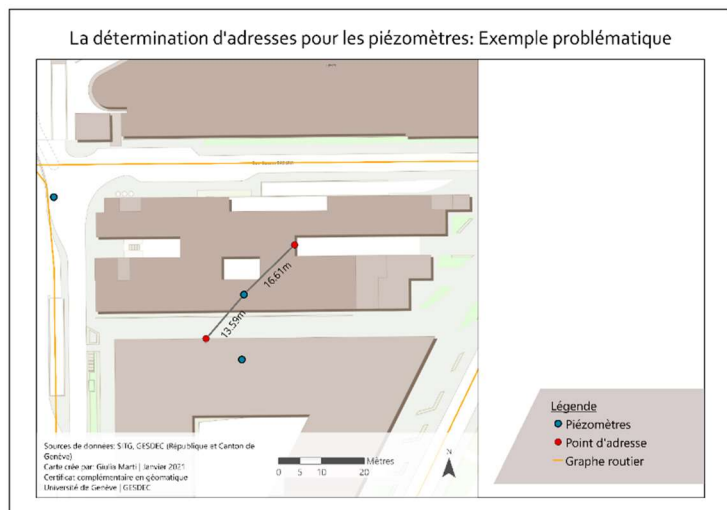 La détermination d'adresses pour les piézomètres: Exemple problématique
16.61m
13.59m
Légende
Piézomètres
Point d'adresse
Graphe routier
Sources de données: SITG, GESDEC (République et Canton de
Genève)
Carte crée par: Giulia Marti | Janvier 2021
Certificat complémentaire en géomatique
Université de Genève | GESDEC
Mètres
0 5 10 20
N